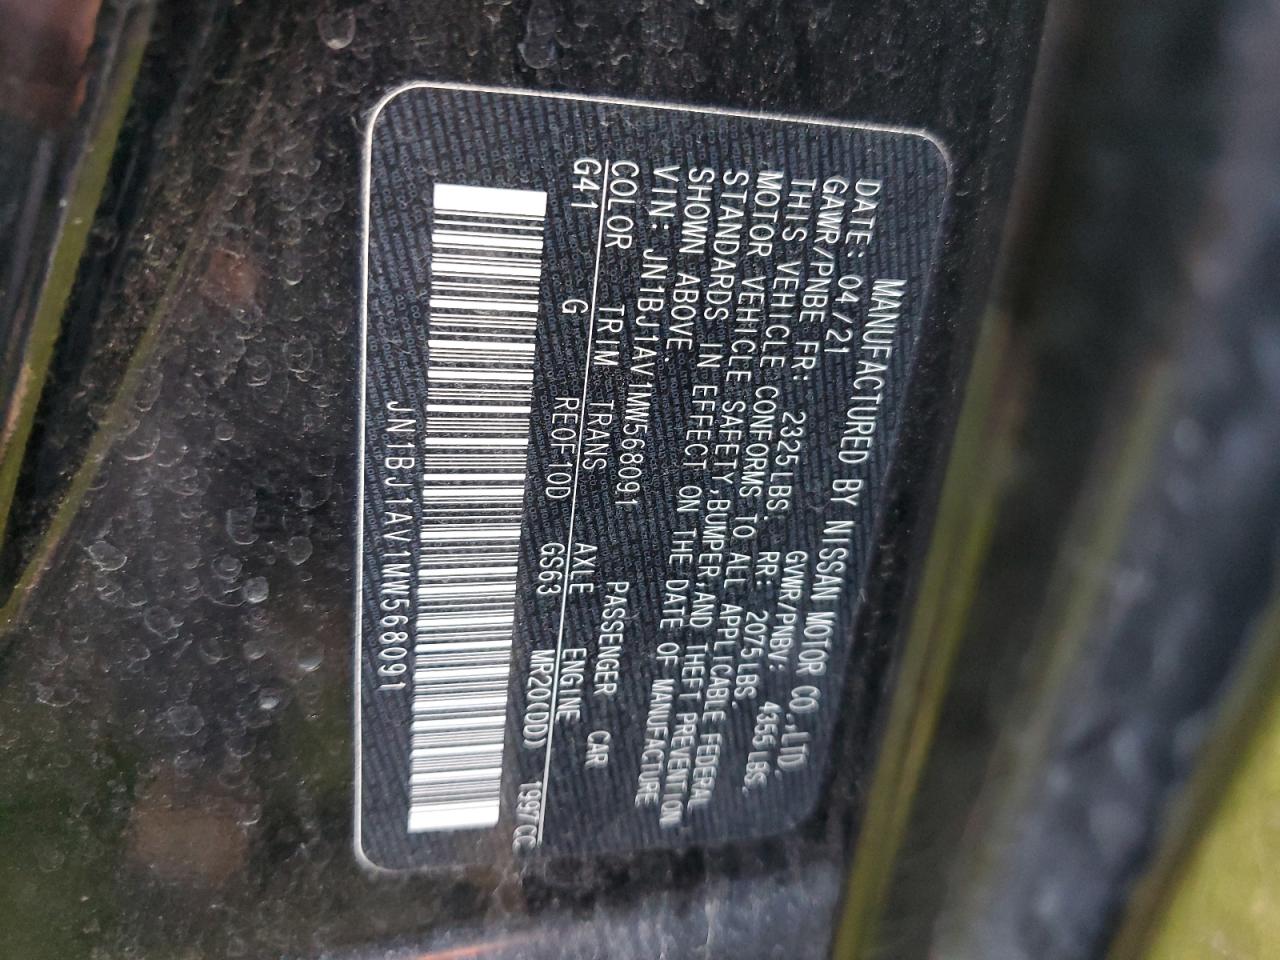 MANUFACTURED BY NISSAN MOTOR CO.,LTD.
DATE: 04/21 GVWR/PNBV: 4355LBS.
GAWR/PNBE FR: 2325LBS. RR: 2075LBS.
THIS VEHICLE CONFORMS TO ALL APPLICABLE FEDERAL
MOTOR VEHICLE SAFETY,BUMPER,AND THEFT PREVENTION
STANDARDS IN EFFECT ON THE DATE OF MANUFACTURE
SHOWN ABOVE.
VIN: JN1BJ1AV1MW568091 PASSENGER CAR
COLOR TRIM TRANS AXLE ENGINE
G41 G RE0F10D GS63 MR20(DD) 1997CC
JN1BJ1AV1MW568091